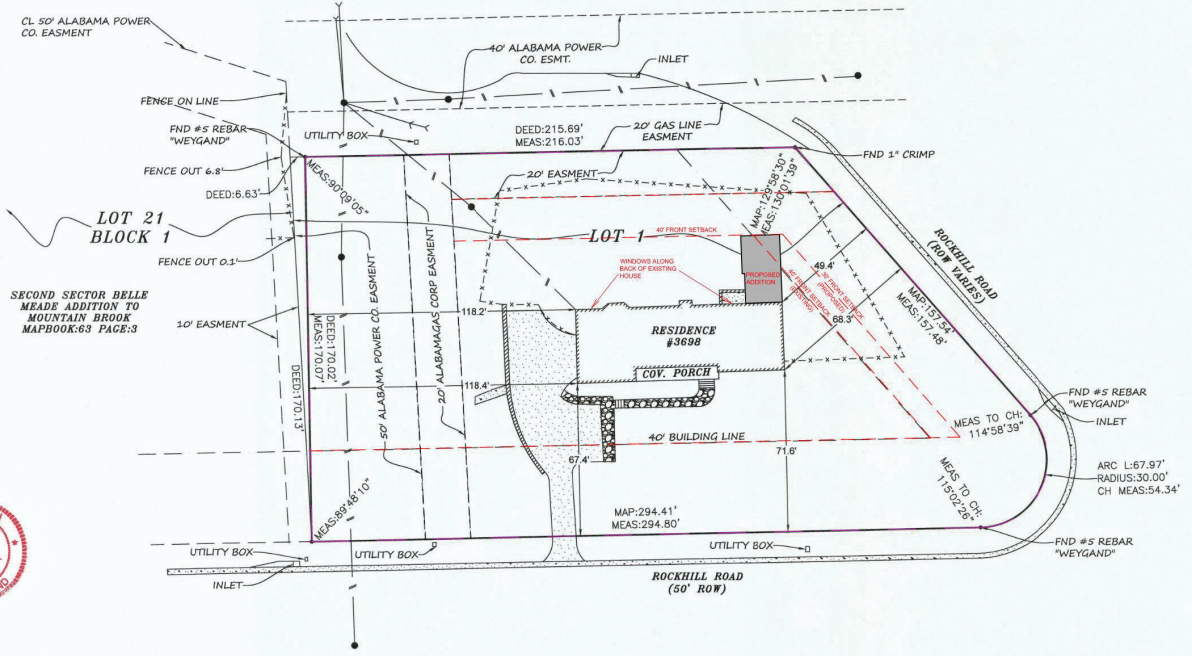 CL 50' ALABAMA POWER
CO. EASMENT
40' ALABAMA POWER
CO. ESMT.
INLET
FENCE ON LINE
FND #5 REBAR
"WEYGAND"
UTILITY BOX
DEED:215.69'
MEAS:216.03'
20' GAS LINE
EASMENT
FND 1" CRIMP
FENCE OUT 6.8'
DEED:6.63'
MEAS:90°09'05"
20' EASMENT
MAP:129°58'30"
MEAS:130°01'39"
LOT 21
BLOCK 1
LOT 1
40' FRONT SETBACK
ROCKHILL ROAD
(ROW VARIES)
FENCE OUT 0.1'
WINDOWS ALONG
BACK OF EXISTING
HOUSE
PROPOSED
ADDITION
49.4'
30' FRONT SETBACK
(PROPOSED)
40' FRONT SETBACK
(EXISTING)
68.3'
MAP:157.54'
MEAS:157.48'
SECOND SECTOR BELLE
MEADE ADDITION TO
MOUNTAIN BROOK
MAPBOOK:63 PAGE:3
10' EASMENT
DEED:170.02'
MEAS:170.07'
DEED:170.13'
50' ALABAMA POWER CO. EASMENT
20' ALABAMAGAS CORP EASMENT
118.2'
RESIDENCE
#3698
COV. PORCH
118.4'
FND #5 REBAR
"WEYGAND"
INLET
MEAS TO CH:
114°58'39"
40' BUILDING LINE
67.4'
71.6'
ARC L:67.97'
RADIUS:30.00'
CH MEAS:54.34'
MEAS TO CH:
115°02'26"
MEAS:89°48'10"
MAP:294.41'
MEAS:294.80'
UTILITY BOX
UTILITY BOX
UTILITY BOX
FND #5 REBAR
"WEYGAND"
INLET
ROCKHILL ROAD
(50' ROW)